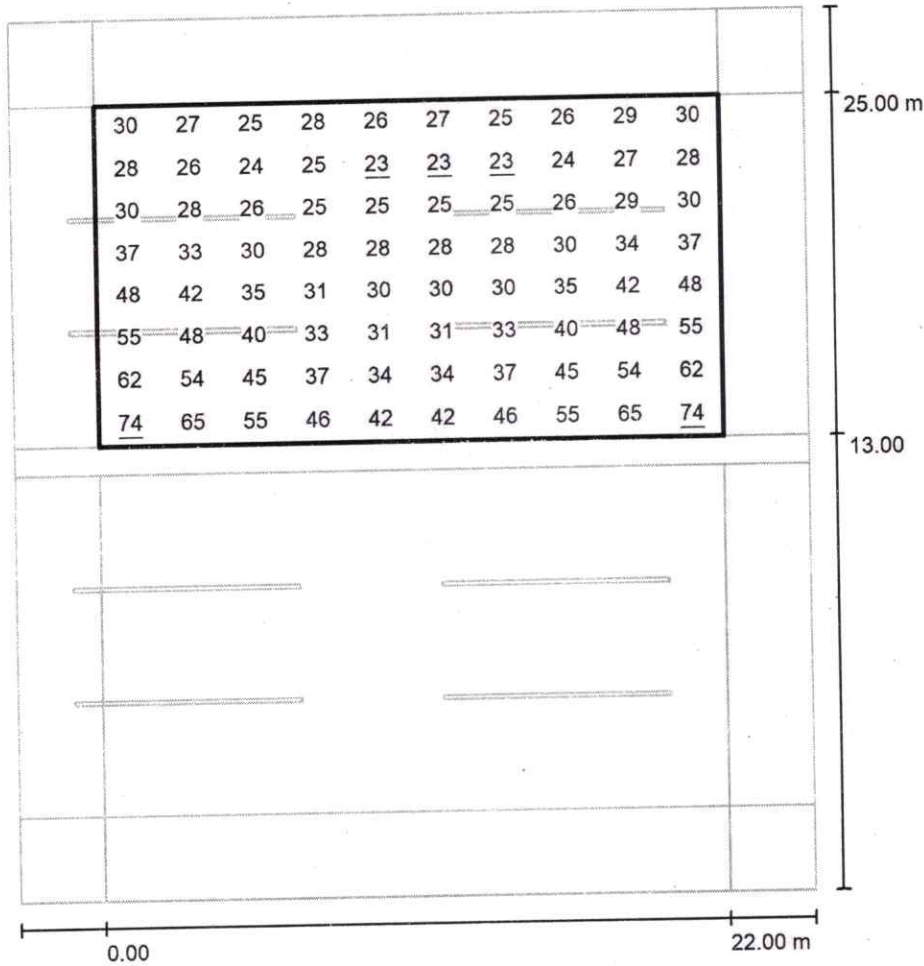 25.00 m
30 27 25 28 26 27 25 26 29 30
28 26 24 25 23 23 23 24 27 28
30 28 26 25 25 25 25 26 29 30
37 33 30 28 28 28 28 30 34 37
48 42 35 31 30 30 30 35 42 48
55 48 40 33 31 31 33 40 48 55
62 54 45 37 34 34 37 45 54 62
74 65 55 46 42 42 46 55 65 74
13.00
0.00 22.00 m